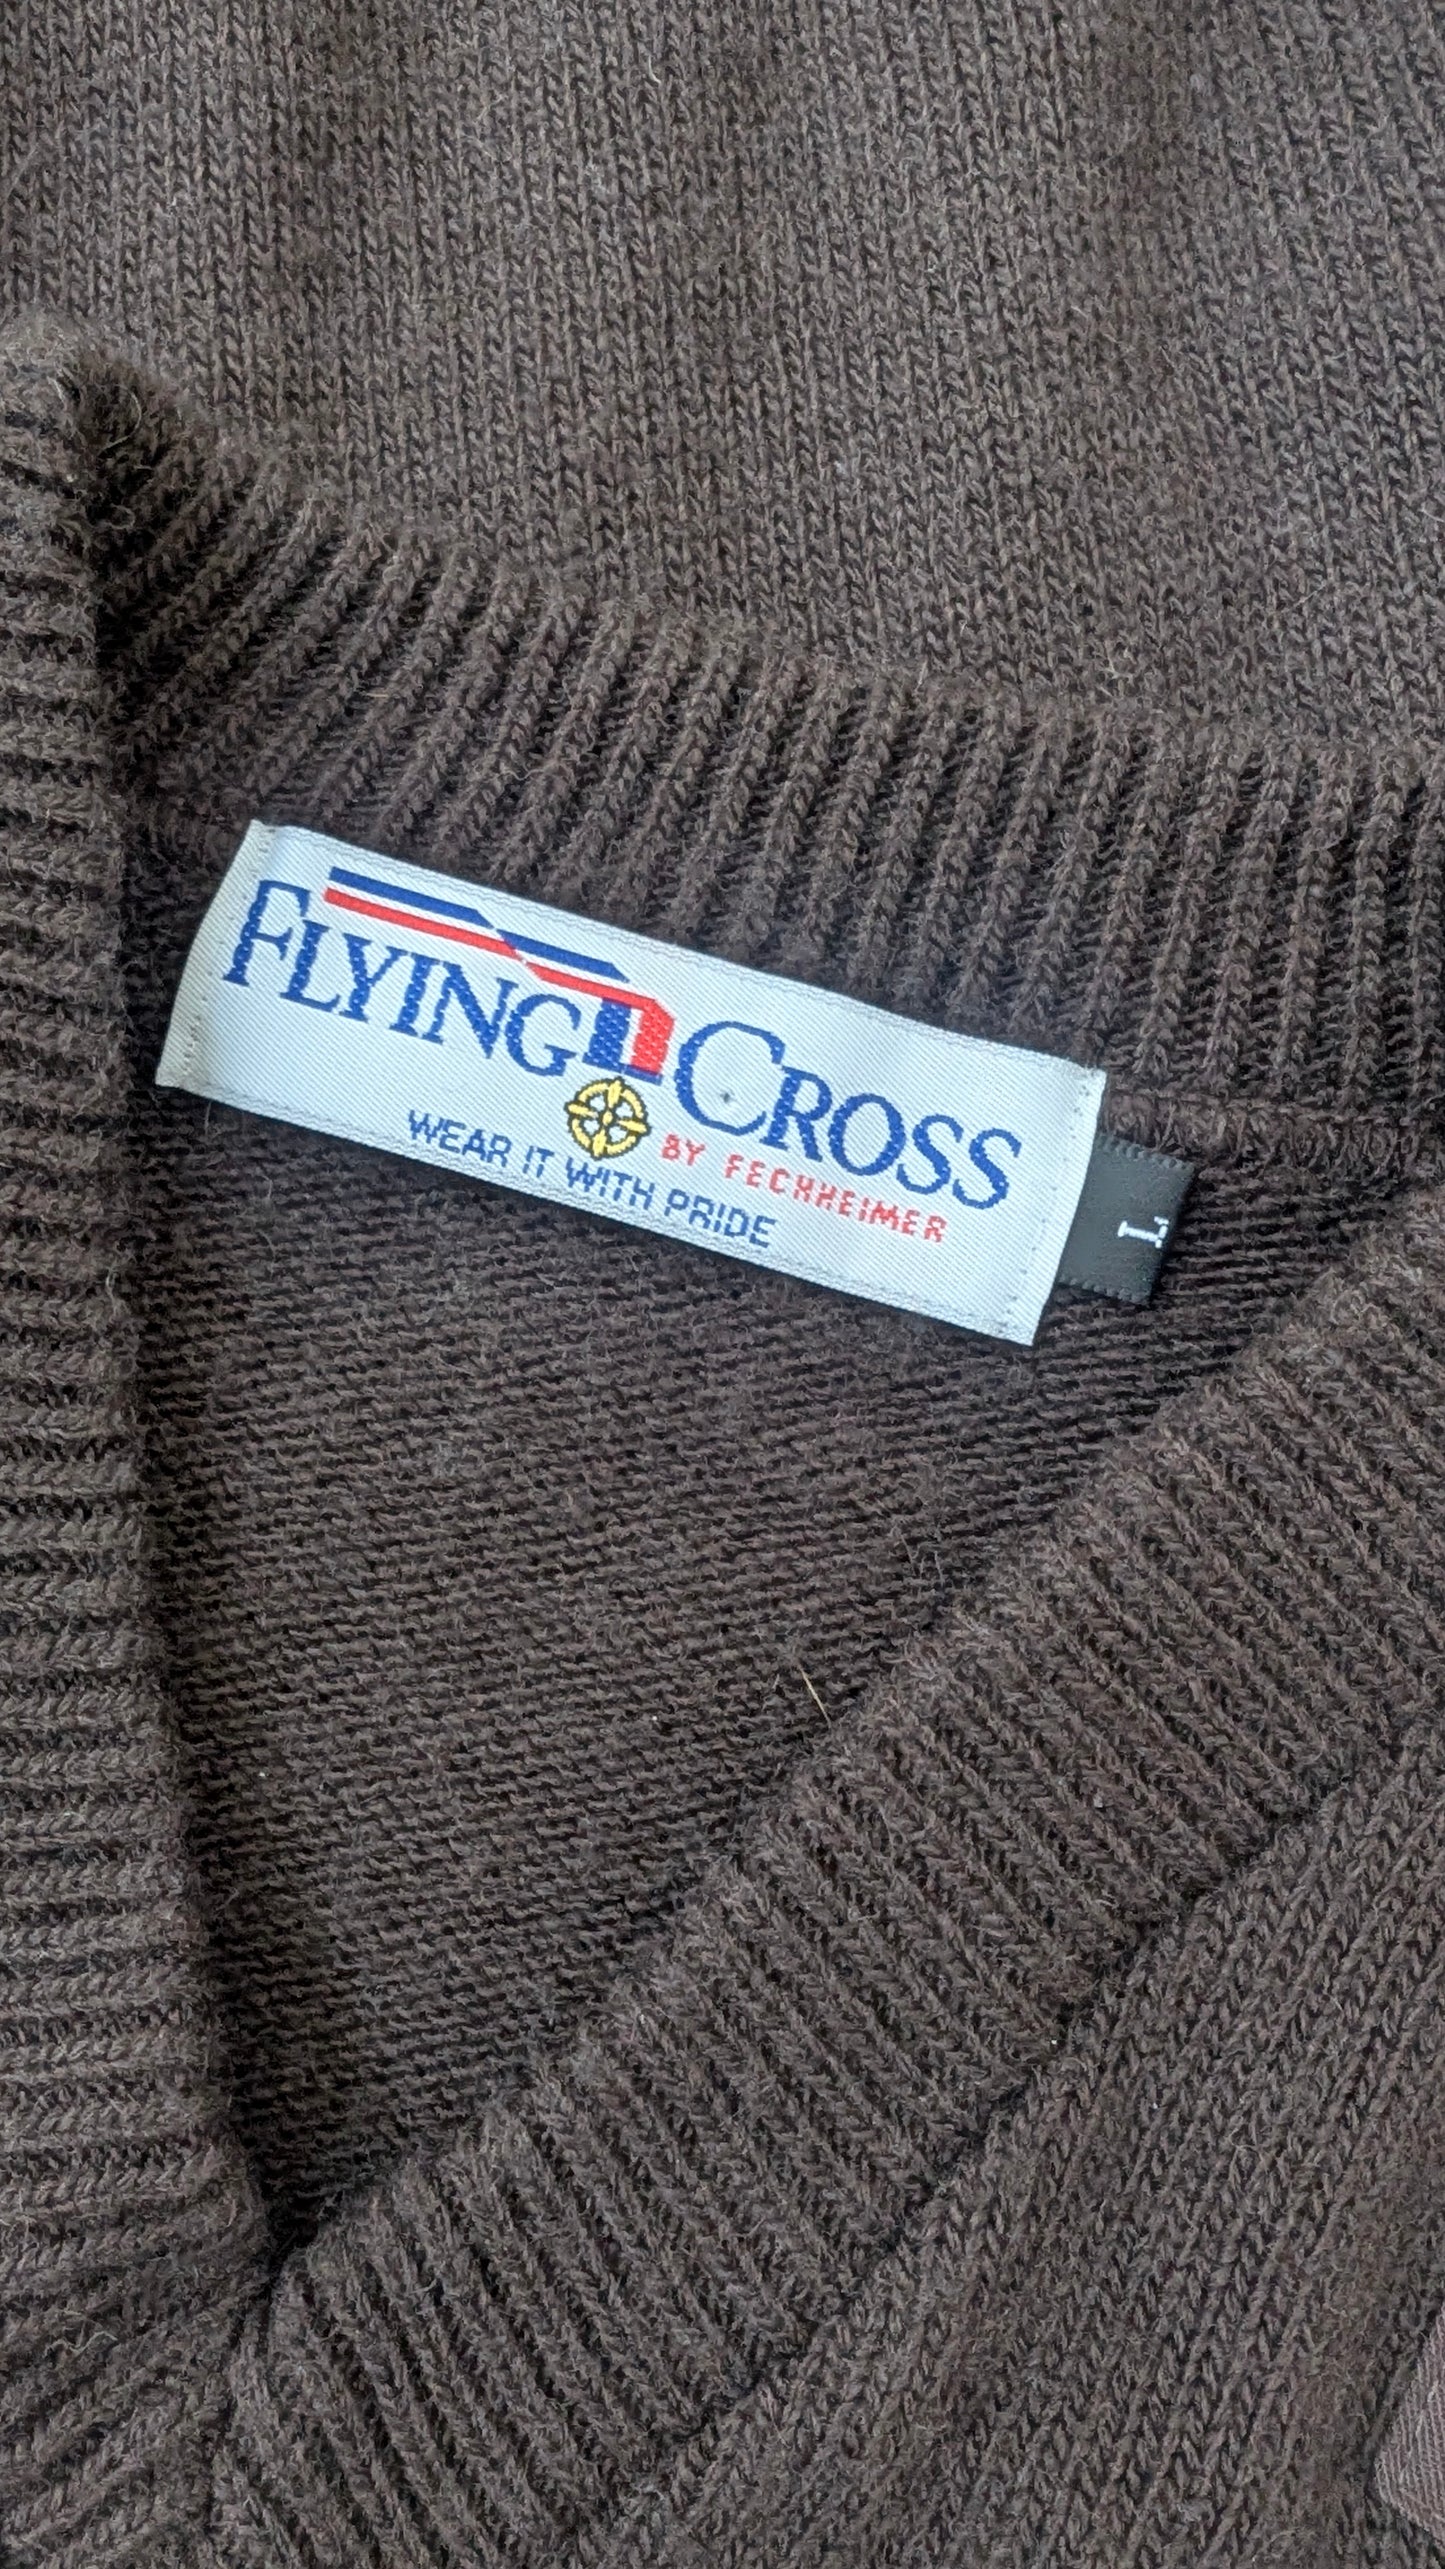 FLYING CROSS
BY FECHHEIMER
WEAR IT WITH PRIDE
L